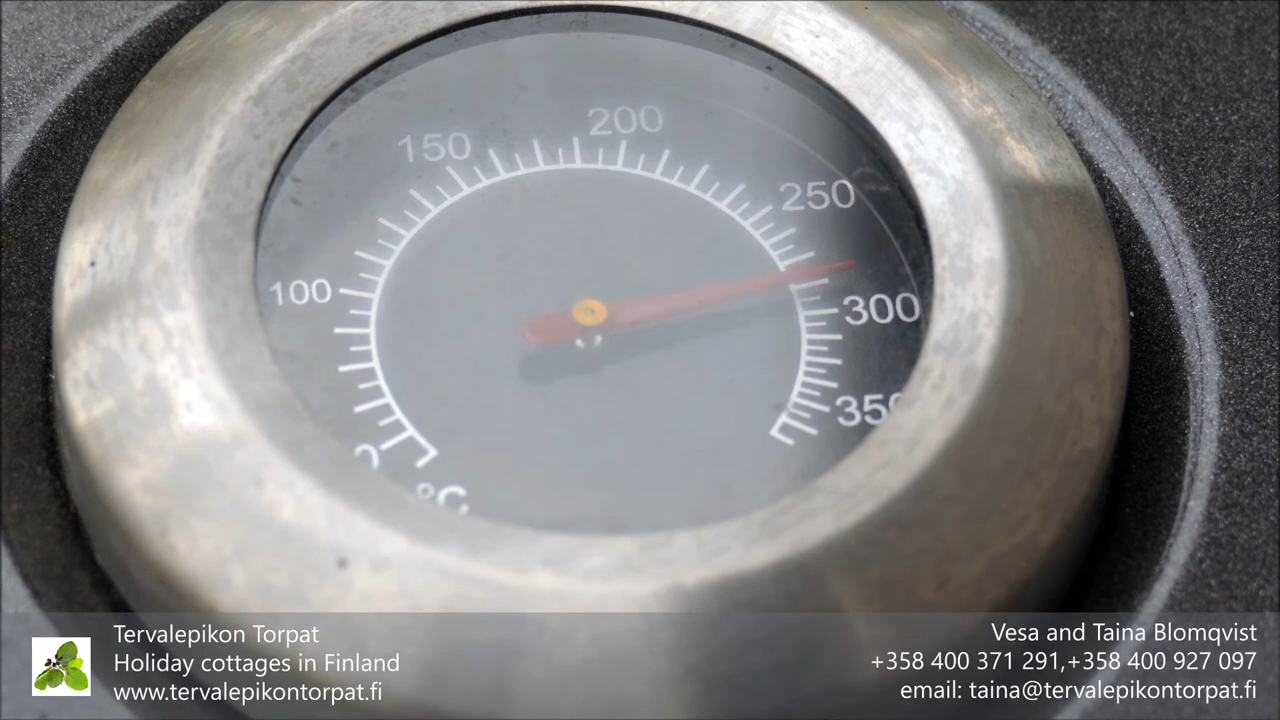 200
150
250
100
300
350
°C
Tervalepikon Torpat
Holiday cottages in Finland
www.tervalepikontorpat.fi
Vesa and Taina Blomqvist
+358 400 371 291,+358 400 927 097
email: taina@tervalepikontorpat.fi